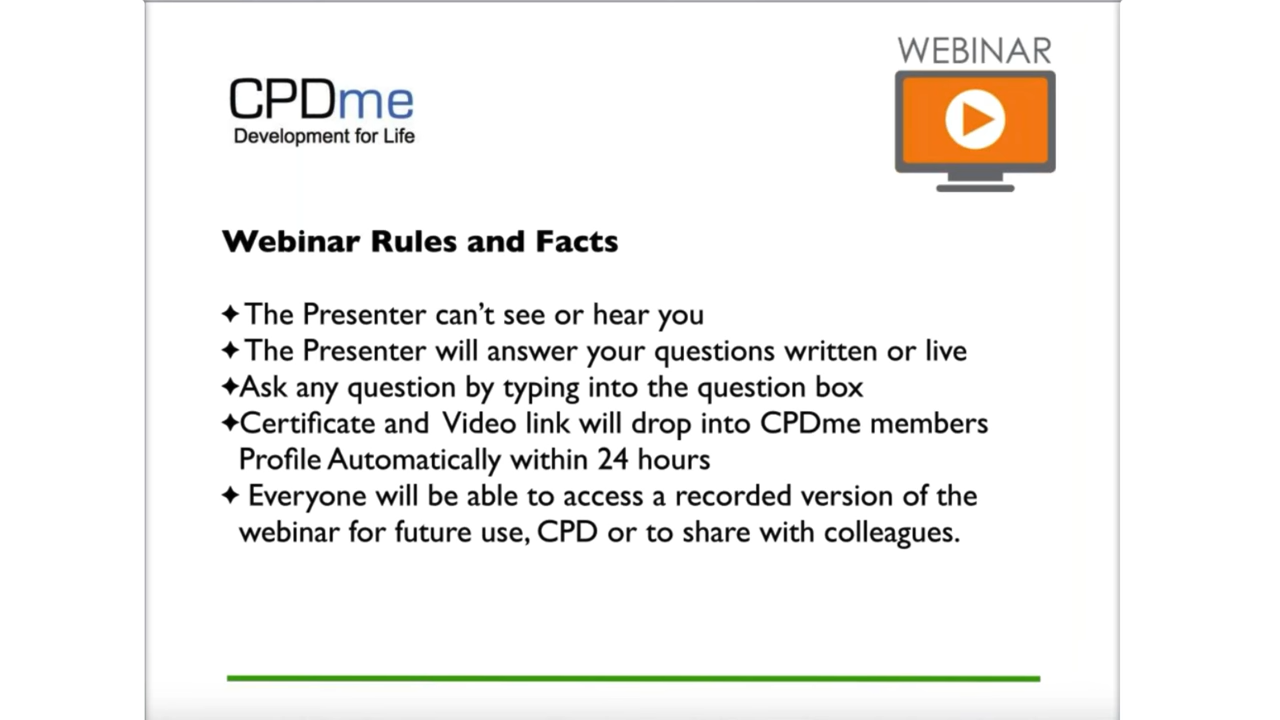 WEBINAR
CPDme
Development for Life
Webinar Rules and Facts
✦ The Presenter can’t see or hear you
✦ The Presenter will answer your questions written or live
✦Ask any question by typing into the question box
✦Certificate and Video link will drop into CPDme members
Profile Automatically within 24 hours
✦ Everyone will be able to access a recorded version of the
webinar for future use, CPD or to share with colleagues.